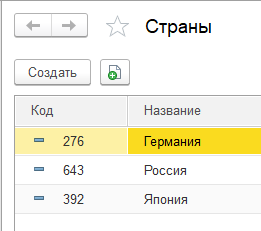 Страны
Создать
Код Название
276 Германия
643 Россия
392 Япония